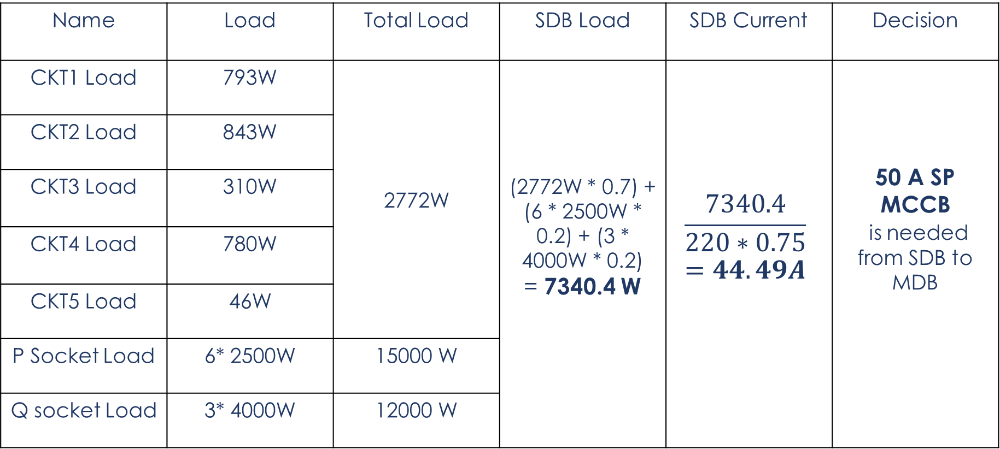 Name
Load
Total Load
SDB Load
SDB Current
Decision
CKT1 Load
793W
CKT2 Load
843W
CKT3 Load
310W
CKT4 Load
780W
CKT5 Load
46W
2772W
(2772W * 0.7) +
(6 * 2500W *
0.2) + (3 *
4000W * 0.2)
= 7340.4 W
7340.4
220 * 0.75
= 44.49A
50 A SP
MCCB
is needed
from SDB to
MDB
P Socket Load
6* 2500W
15000 W
Q socket Load
3* 4000W
12000 W